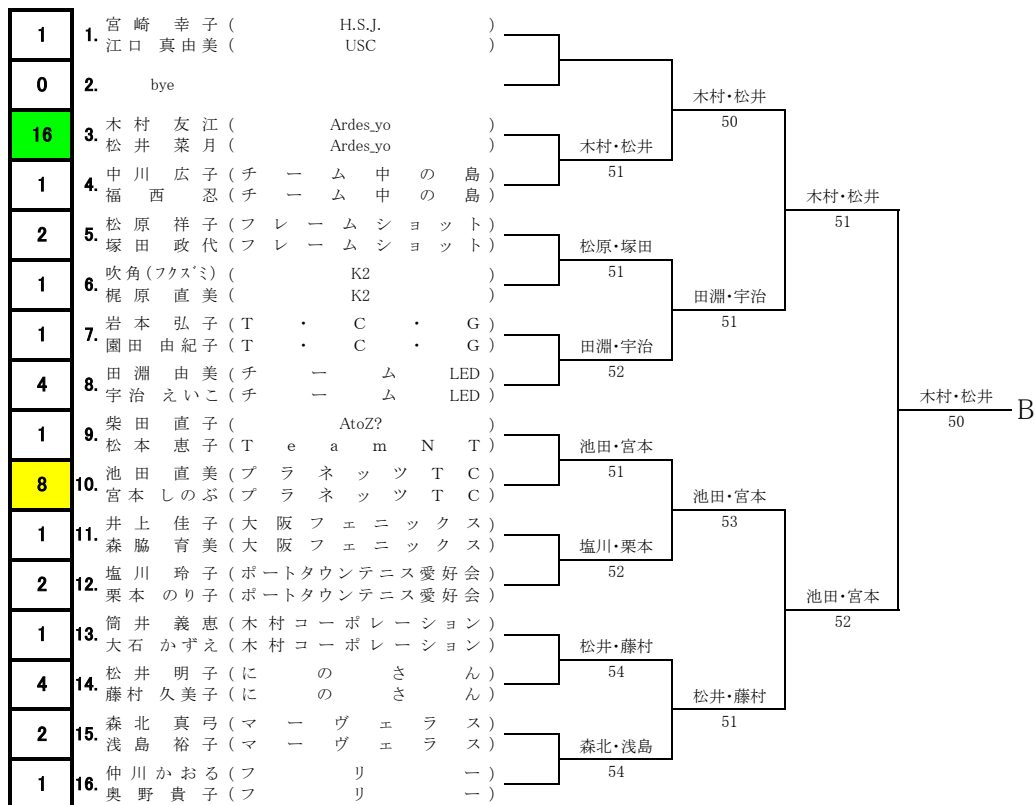 1 1. 宮崎 幸子 ( H.S.J. )
江口 真由美 ( USC )
0 2. bye
16 3. 木村 友江 ( Ardes_yo )
松井 菜月 ( Ardes_yo )
1 4. 中川 広子 (チーム中の島)
福西 忍 (チーム中の島)
2 5. 松原 祥子 (フレームショット)
塚田 政代 (フレームショット)
1 6. 吹角(フクズミ) ( K2 )
梶原 直美 ( K2 )
1 7. 岩本 弘子 (T・C・G)
園田 由紀子 (T・C・G)
4 8. 田淵 由美 (チーム LED)
宇治 えいこ (チーム LED)
1 9. 柴田 直子 ( AtoZ? )
松本 恵子 (TeamNT)
8 10. 池田 直美 (プラネッツTC)
宮本 しのぶ (プラネッツTC)
1 11. 井上 佳子 (大阪フェニックス)
森脇 育美 (大阪フェニックス)
2 12. 塩川 玲子 (ポートタウンテニス愛好会)
栗本 のり子 (ポートタウンテニス愛好会)
1 13. 筒井 義恵 (木村コーポレーション)
大石 かずえ (木村コーポレーション)
4 14. 松井 明子 (にのさん)
藤村 久美子 (にのさん)
2 15. 森北 真弓 (マーヴェラス)
浅島 裕子 (マーヴェラス)
1 16. 仲川かおる (フリー)
奥野貴子 (フリー)
木村・松井
51
松原・塚田
51
田淵・宇治
52
池田・宮本
51
塩川・栗本
52
松井・藤村
54
森北・浅島
54
木村・松井
50
田淵・宇治
51
池田・宮本
53
松井・藤村
51
木村・松井
51
池田・宮本
52
木村・松井
50
B